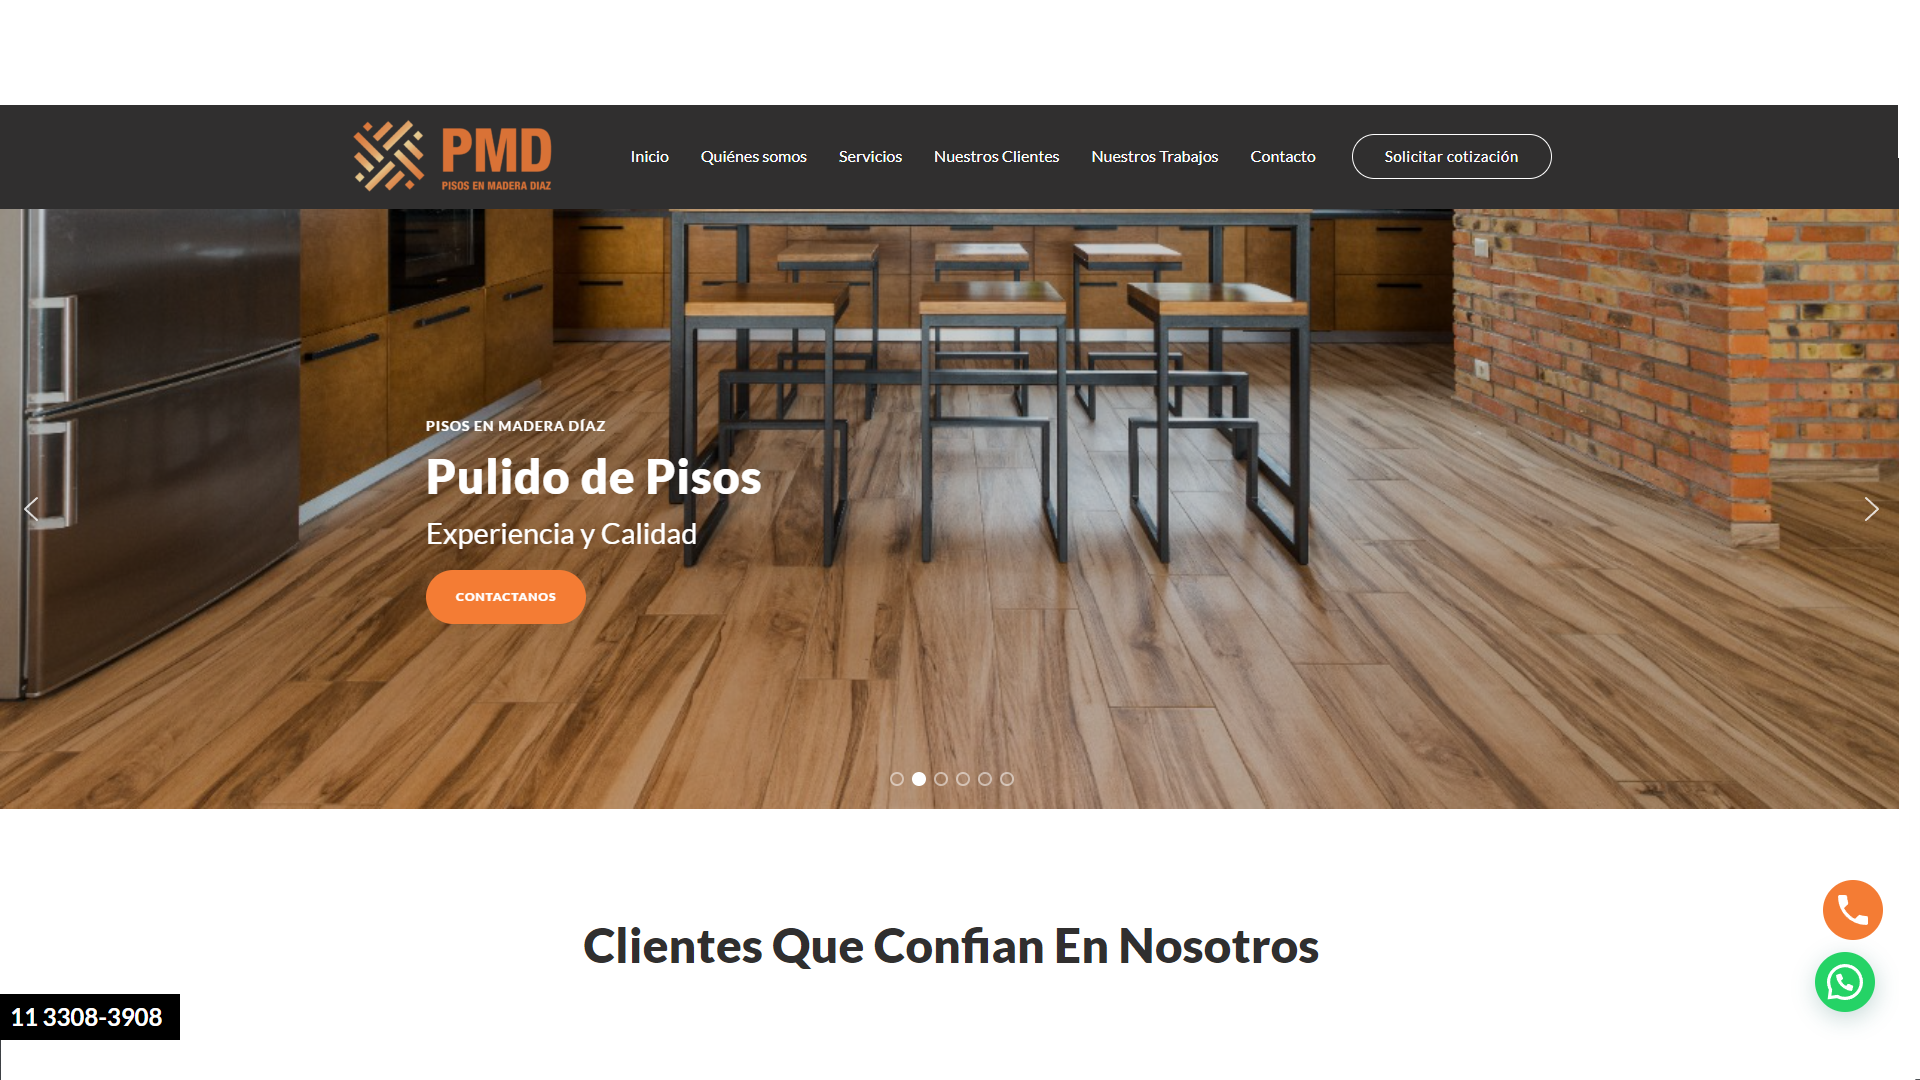 PMD
PISOS EN MADERA DIAZ
Inicio
Quiénes somos
Servicios
Nuestros Clientes
Nuestros Trabajos
Contacto
Solicitar cotización
PISOS EN MADERA DÍAZ
Pulido de Pisos
Experiencia y Calidad
CONTACTANOS
Clientes Que Confian En Nosotros
11 3308-3908